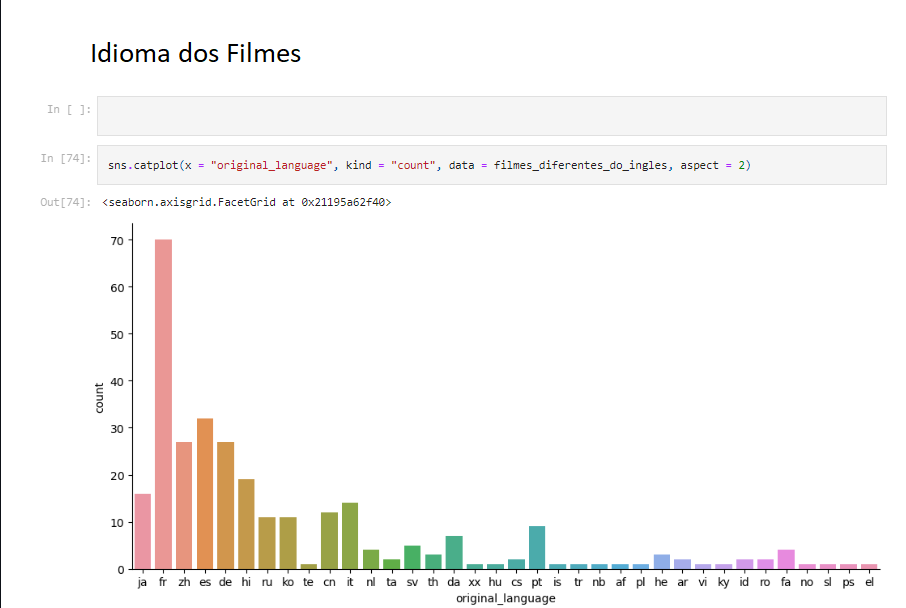 Idioma dos Filmes
In [ ]:
In [74]: sns.catplot(x = "original_language", kind = "count", data = filmes_diferentes_do_ingles, aspect = 2)
Out[74]: <seaborn.axisgrid.FacetGrid at 0x21195a62f40>
70
60
50
40
30
20
10
0
count
ja fr zh es de hi ru ko te cn it nl ta sv th da xx hu cs pt is tr nb af pl he ar vi ky id ro fa no sl ps el
original_language